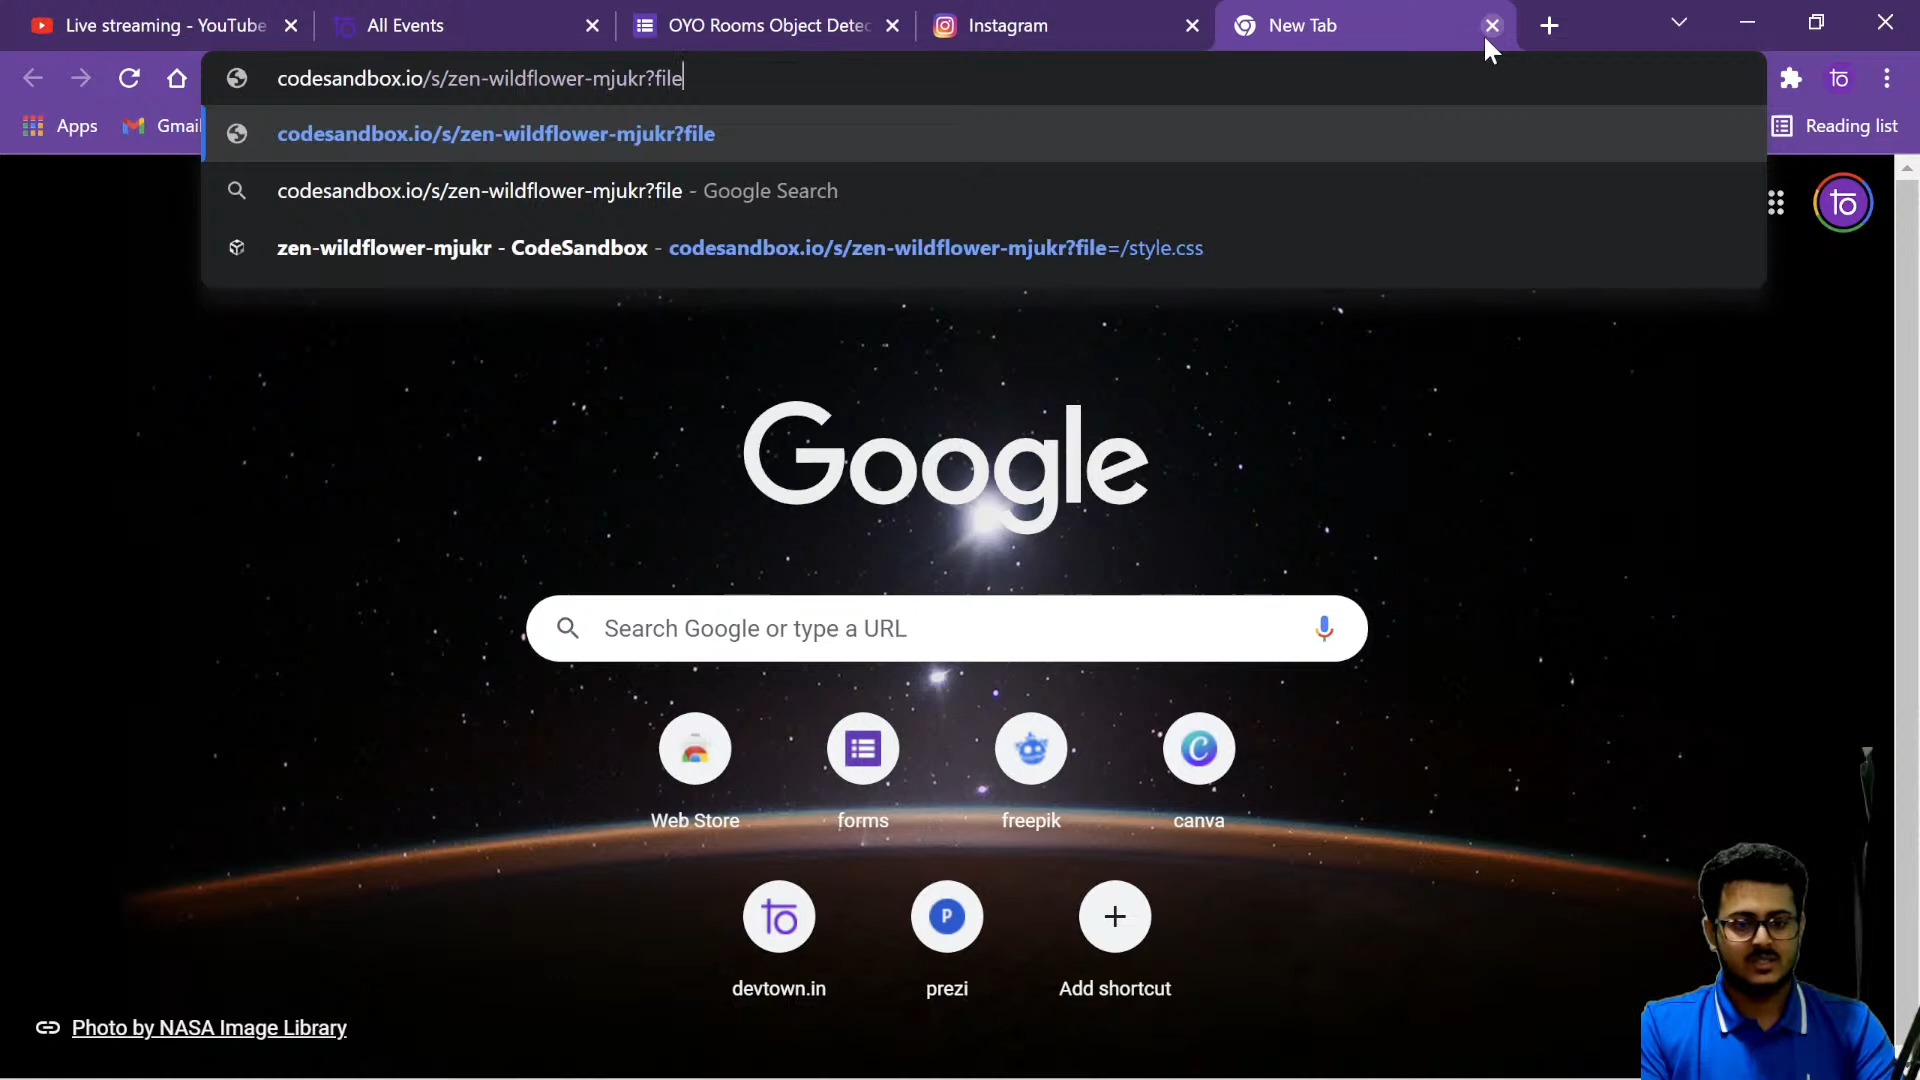 Live streaming - YouTube
All Events
OYO Rooms Object Detec
Instagram
New Tab
codesandbox.io/s/zen-wildflower-mjukr?file
Apps
Gmai
codesandbox.io/s/zen-wildflower-mjukr?file
Reading list
codesandbox.io/s/zen-wildflower-mjukr?file - Google Search
zen-wildflower-mjukr - CodeSandbox - codesandbox.io/s/zen-wildflower-mjukr?file=/style.css
Google
Search Google or type a URL
Web Store
forms
freepik
canva
P
devtown.in
prezi
Add shortcut
Photo by NASA Image Library